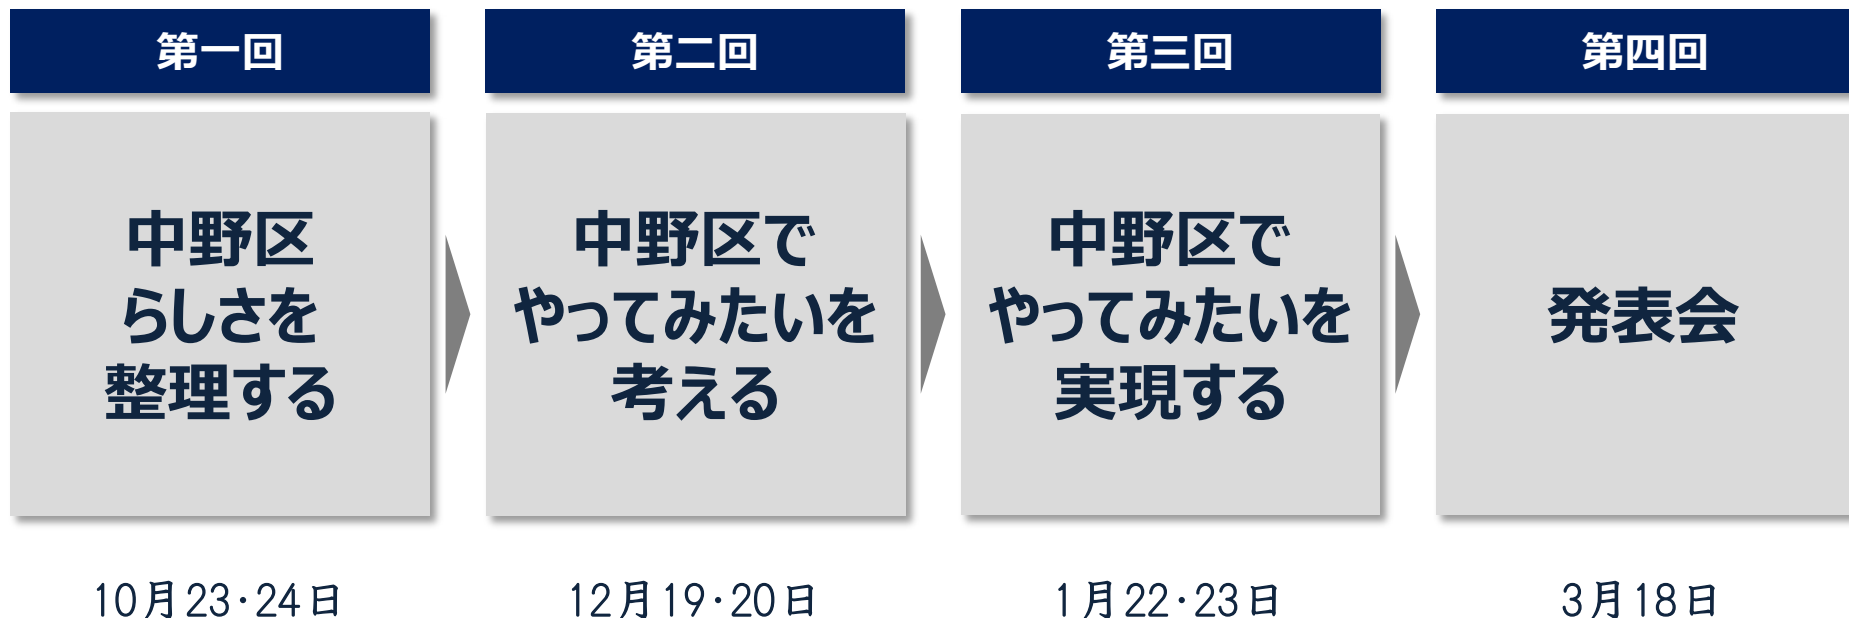 第一回
中野区
らしさを
整理する
10月23・24日
第二回
中野区で
やってみたいを
考える
12月19・20日
第三回
中野区で
やってみたいを
実現する
1月22・23日
第四回
発表会
3月18日